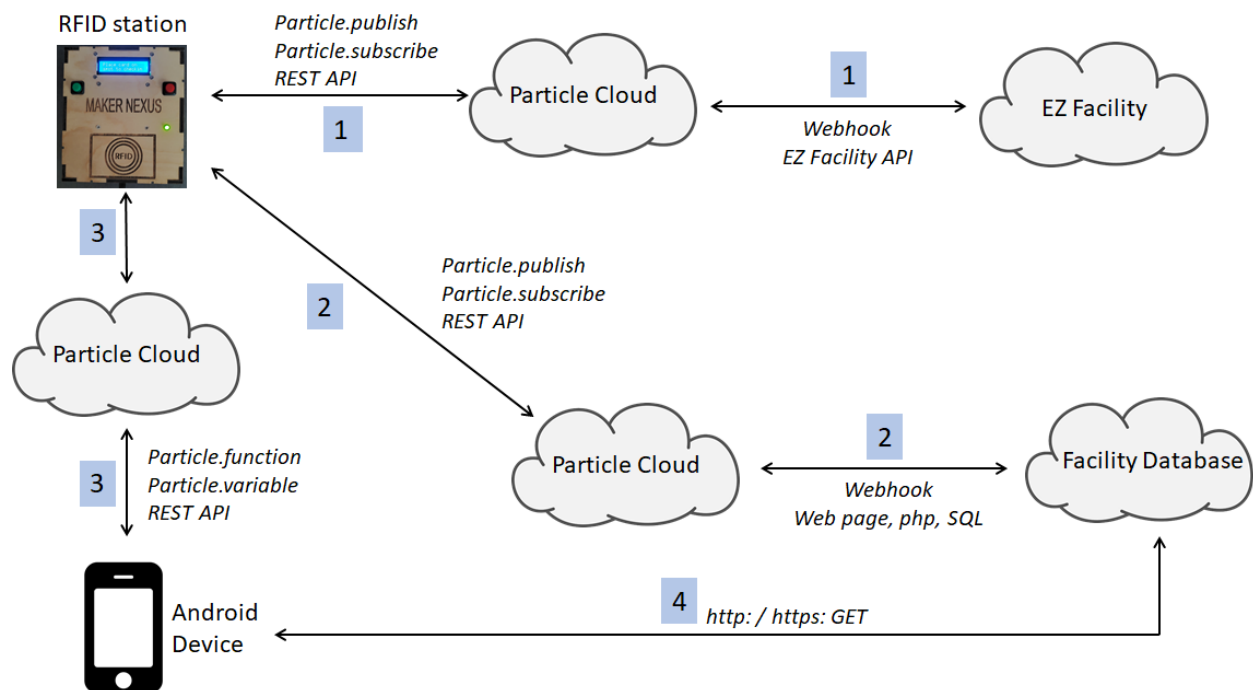 RFID station
Particle.publish
Particle.subscribe
REST API
1
Particle Cloud
1
Webhook
EZ Facility API
EZ Facility
MAKER NEXUS
RFID
3
2
Particle.publish
Particle.subscribe
REST API
Particle Cloud
3
Particle.function
Particle.variable
REST API
Particle Cloud
2
Webhook
Web page, php, SQL
Facility Database
Android
Device
4
http: / https: GET